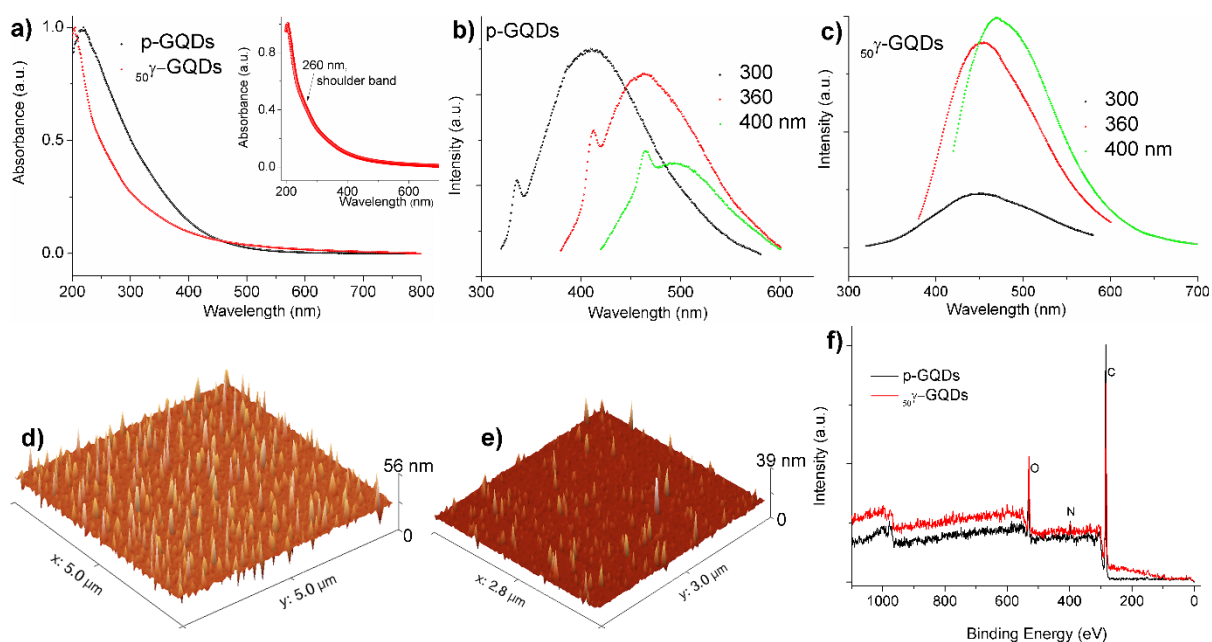 a)
Absorbance (a.u.)
1.0
0.5
0.0
p-GQDs
₅₀γ-GQDs
200 300 400 500 600 700 800
Wavelength (nm)
Absorbance (a.u.)
1.0
0.8
0.4
0.0
260 nm,
shoulder band
200 400 600
Wavelength (nm)
b)
p-GQDs
Intensity (a.u.)
300
360
400 nm
400 500 600
Wavelength (nm)
c)
₅₀γ-GQDs
Intensity (a.u.)
300
360
400 nm
300 400 500 600 700
Wavelength (nm)
d)
56 nm
0
x: 5.0 µm
y: 5.0 µm
e)
39 nm
0
x: 2.8 µm
y: 3.0 µm
f)
p-GQDs
₅₀γ-GQDs
Intensity (a.u.)
C
O
N
1000 800 600 400 200 0
Binding Energy (eV)